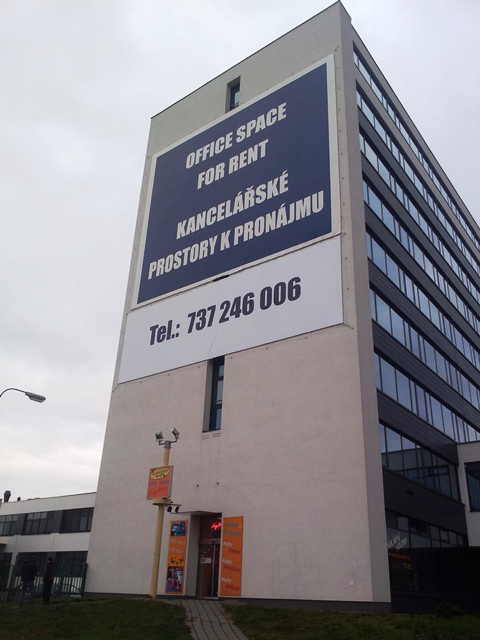 OFFICE SPACE
FOR RENT
KANCELÁŘSKÉ
PROSTORY K PRONÁJMU
Tel.: 737 246 006